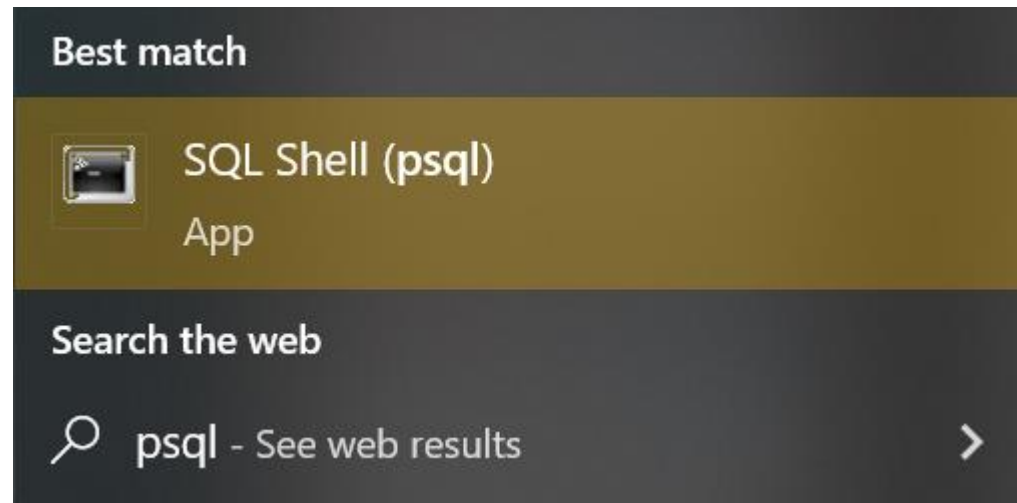 Best match
SQL Shell (psql)
App
Search the web
psql - See web results